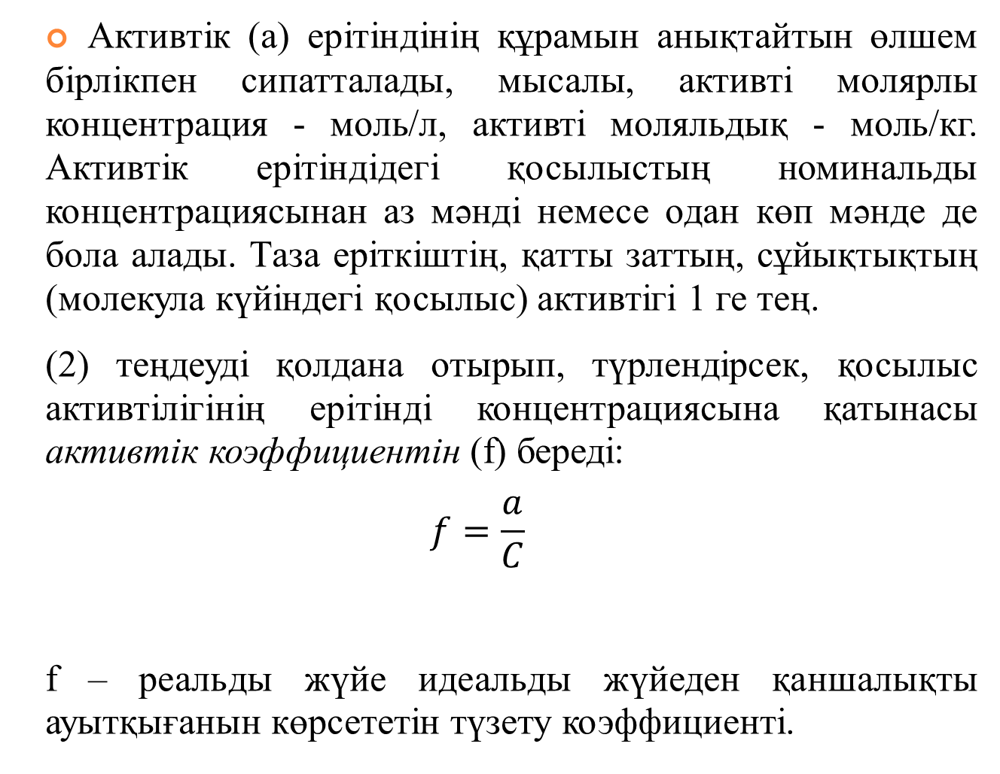 Активтік (а) ерітіндінің құрамын анықтайтын өлшем
бірлікпен сипатталады, мысалы, активті молярлы
концентрация - моль/л, активті моляльдық - моль/кг.
Активтік ерітіндідегі қосылыстың номинальды
концентрациясынан аз мәнді немесе одан көп мәнде де
бола алады. Таза еріткіштің, қатты заттың, сұйықтықтың
(молекула күйіндегі қосылыс) активтігі 1 ге тең.
(2) теңдеуді қолдана отырып, түрлендірсек, қосылыс
активтілігінің ерітінді концентрациясына қатынасы
активтік коэффициентін (f) береді:
f = a/C
f – реальды жүйе идеальды жүйеден қаншалықты
ауытқығанын көрсететін түзету коэффициенті.